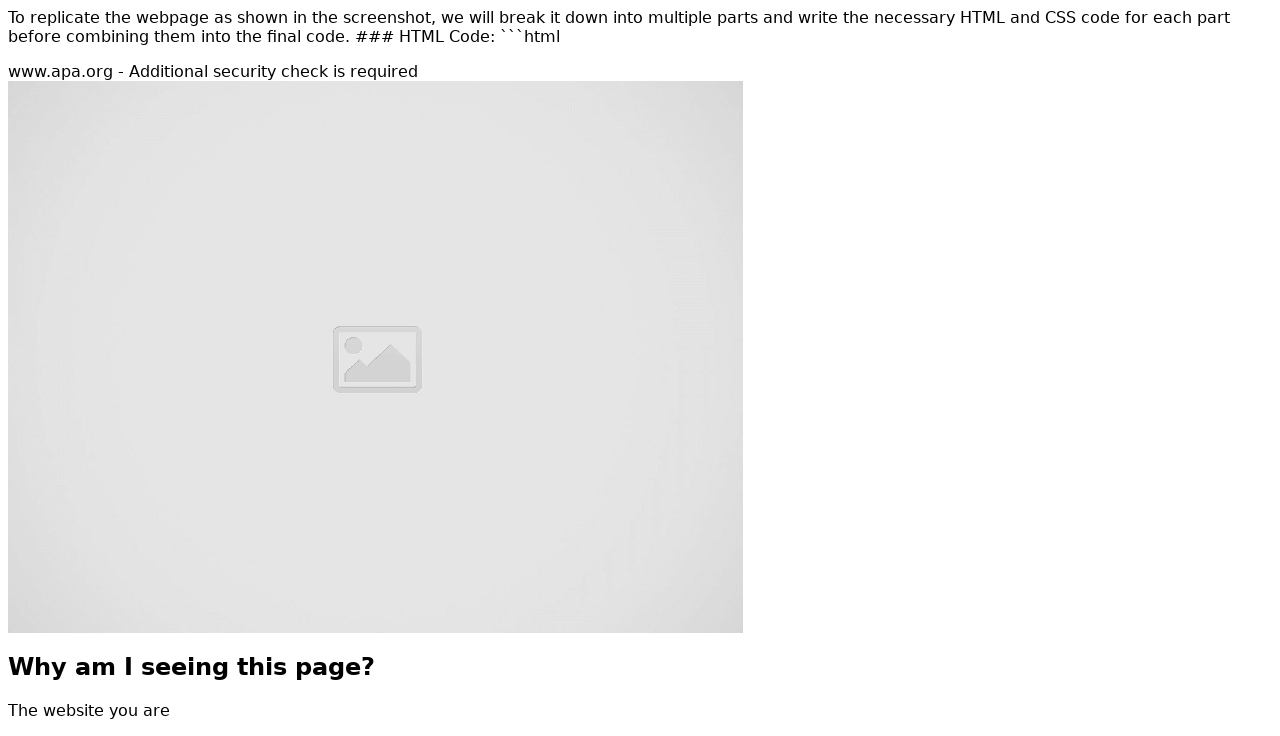 To replicate the webpage as shown in the screenshot, we will break it down into multiple parts and write the necessary HTML and CSS code for each part
before combining them into the final code. ### HTML Code: ```html
www.apa.org - Additional security check is required
Why am I seeing this page?
The website you are